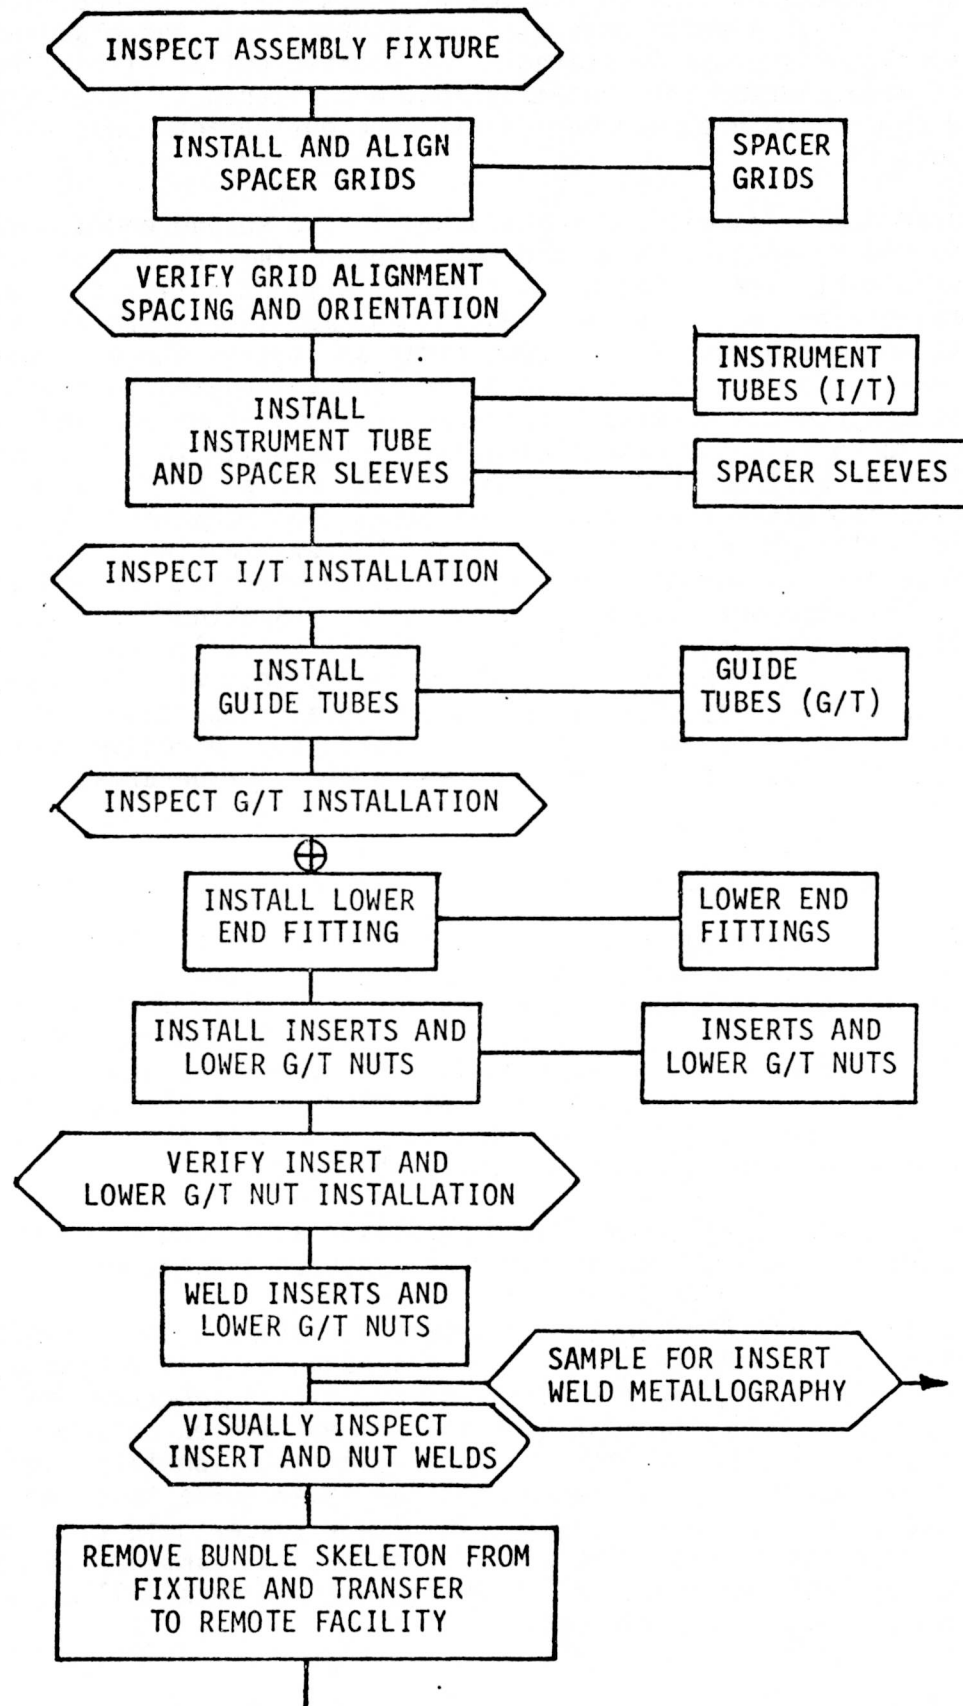 INSPECT ASSEMBLY FIXTURE
INSTALL AND ALIGN
SPACER GRIDS
SPACER
GRIDS
VERIFY GRID ALIGNMENT
SPACING AND ORIENTATION
INSTALL
INSTRUMENT TUBE
AND SPACER SLEEVES
INSTRUMENT
TUBES (I/T)
SPACER SLEEVES
INSPECT I/T INSTALLATION
INSTALL
GUIDE TUBES
GUIDE
TUBES (G/T)
INSPECT G/T INSTALLATION
INSTALL LOWER
END FITTING
LOWER END
FITTINGS
INSTALL INSERTS AND
LOWER G/T NUTS
INSERTS AND
LOWER G/T NUTS
VERIFY INSERT AND
LOWER G/T NUT INSTALLATION
WELD INSERTS AND
LOWER G/T NUTS
SAMPLE FOR INSERT
WELD METALLOGRAPHY
VISUALLY INSPECT
INSERT AND NUT WELDS
REMOVE BUNDLE SKELETON FROM
FIXTURE AND TRANSFER
TO REMOTE FACILITY